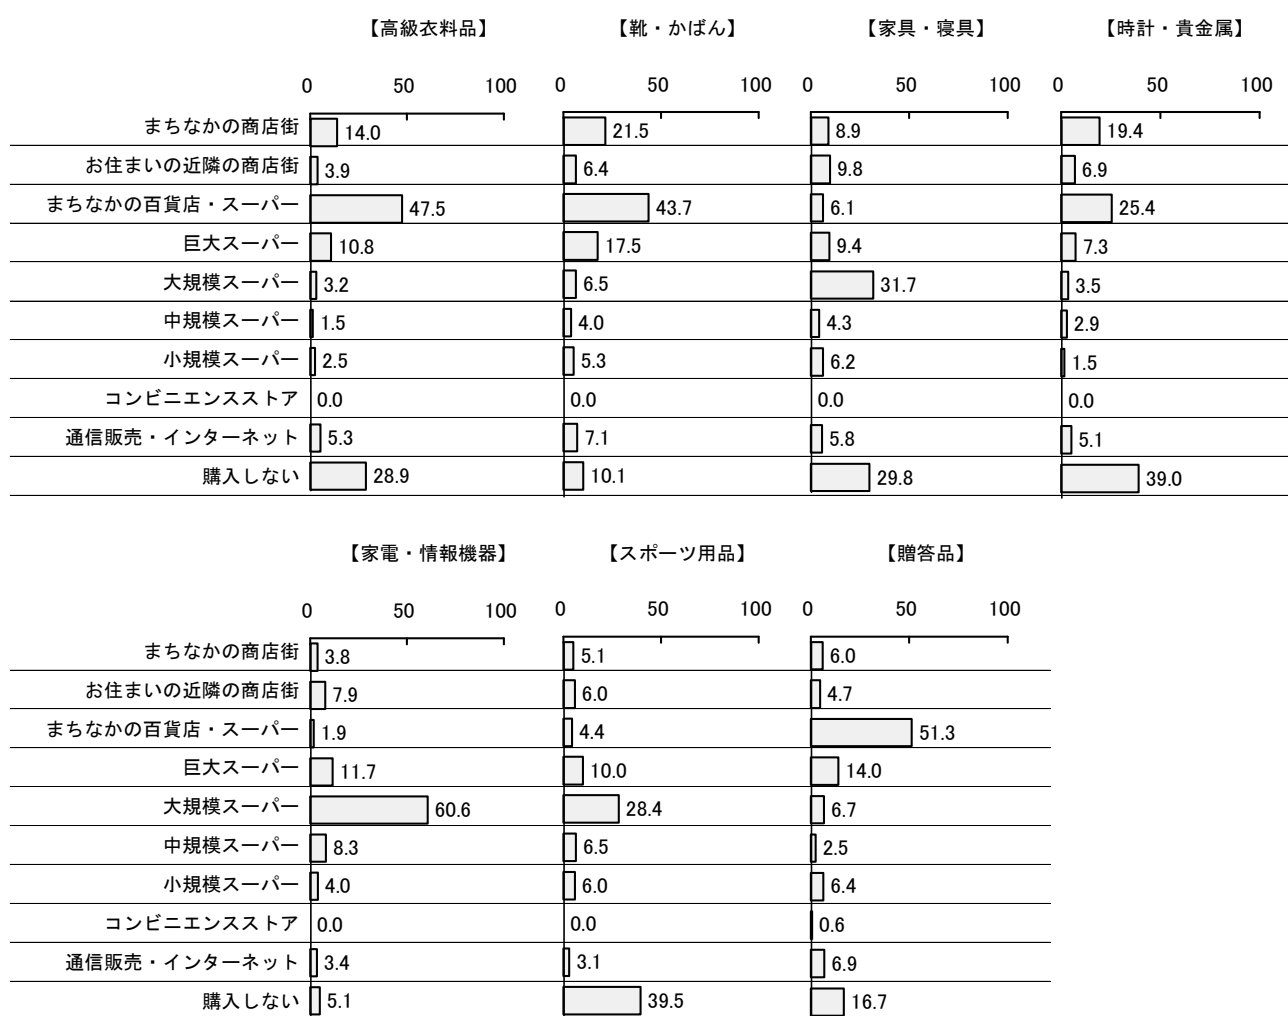 【高級衣料品】 【靴・かばん】 【家具・寝具】 【時計・貴金属】
0 50 100 0 50 100 0 50 100 0 50 100
まちなかの商店街 14.0 21.5 8.9 19.4
お住まいの近隣の商店街 3.9 6.4 9.8 6.9
まちなかの百貨店・スーパー 47.5 43.7 6.1 25.4
巨大スーパー 10.8 17.5 9.4 7.3
大規模スーパー 3.2 6.5 31.7 3.5
中規模スーパー 1.5 4.0 4.3 2.9
小規模スーパー 2.5 5.3 6.2 1.5
コンビニエンスストア 0.0 0.0 0.0 0.0
通信販売・インターネット 5.3 7.1 5.8 5.1
購入しない 28.9 10.1 29.8 39.0
【家電・情報機器】 【スポーツ用品】 【贈答品】
0 50 100 0 50 100 0 50 100
まちなかの商店街 3.8 5.1 6.0
お住まいの近隣の商店街 7.9 6.0 4.7
まちなかの百貨店・スーパー 1.9 4.4 51.3
巨大スーパー 11.7 10.0 14.0
大規模スーパー 60.6 28.4 6.7
中規模スーパー 8.3 6.5 2.5
小規模スーパー 4.0 6.0 6.4
コンビニエンスストア 0.0 0.0 0.6
通信販売・インターネット 3.4 3.1 6.9
購入しない 5.1 39.5 16.7